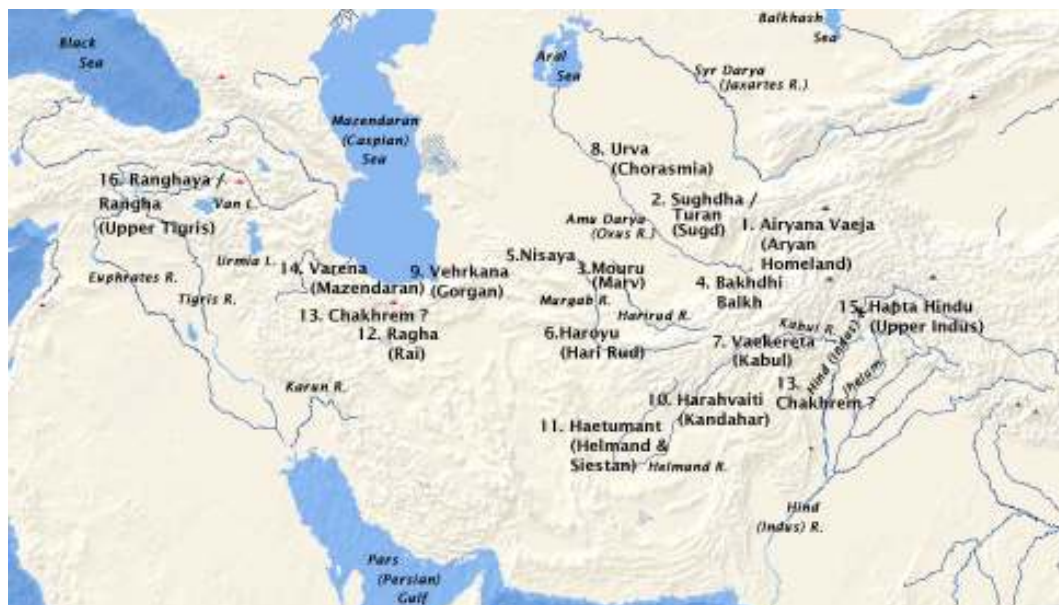 Black
Sea
Aral
Sea
Balkhash
Sea
Syr Darya
(Jaxartes R.)
Mazendaran
(Caspian)
Sea
8. Urva
(Chorasmia)
16. Ranghaya /
Rangha
(Upper Tigris)
Van L.
2. Sughdha /
Turan
(Sugd)
Amu Darya
(Oxus R.)
1. Airyana Vaeja
(Aryan
Homeland)
Urmia L.
Euphrates R.
Tigris R.
14. Varena
(Mazendaran)
9. Vehrkana
(Gorgan)
5.Nisaya
3.Mouru
(Marv)
4. Bakhdhi
Balkh
Murgab R.
Harirud R.
13. Chakhrem ?
12. Ragha
(Rai)
6.Haroyu
(Hari Rud)
15. Hapta Hindu
(Upper Indus)
Kabul R.
7. Vaekereta
(Kabul)
Hind (Indus)
Jhelum
13.
Chakhrem ?
Karun R.
10. Harahvaiti
(Kandahar)
11. Haetumant
(Helmand &
Siestan)
Helmand R.
Hind
(Indus) R.
Pars
(Persian)
Gulf